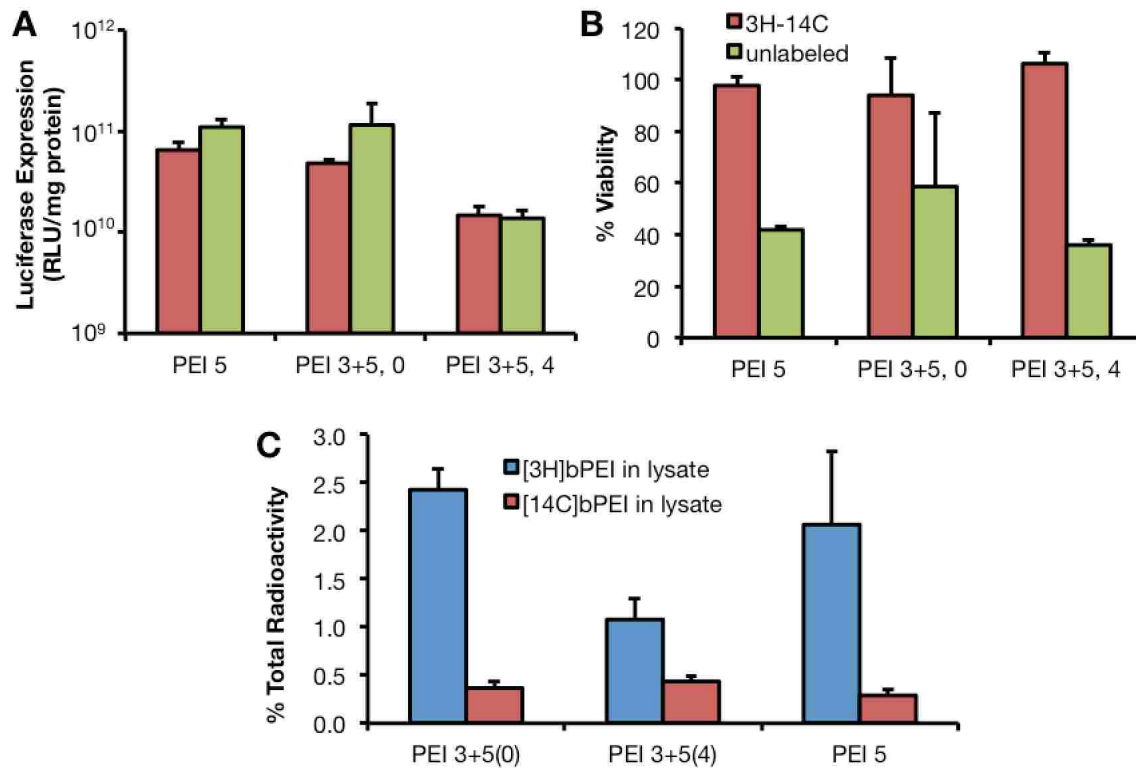 A
Luciferase Expression
(RLU/mg protein)
10¹²
10¹¹
10¹⁰
10⁹
PEI 5
PEI 3+5, 0
PEI 3+5, 4
B
3H-14C
unlabeled
% Viability
120
100
80
60
40
20
0
PEI 5
PEI 3+5, 0
PEI 3+5, 4
C
[3H]bPEI in lysate
[14C]bPEI in lysate
% Total Radioactivity
3.0
2.5
2.0
1.5
1.0
0.5
0.0
PEI 3+5(0)
PEI 3+5(4)
PEI 5